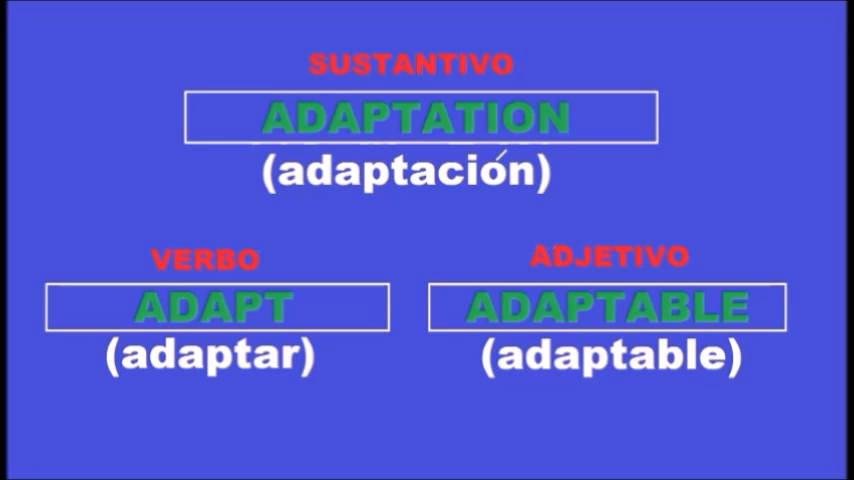 SUSTANTIVO
ADAPTATION
(adaptación)
VERBO
ADAPT
(adaptar)
ADJETIVO
ADAPTABLE
(adaptable)